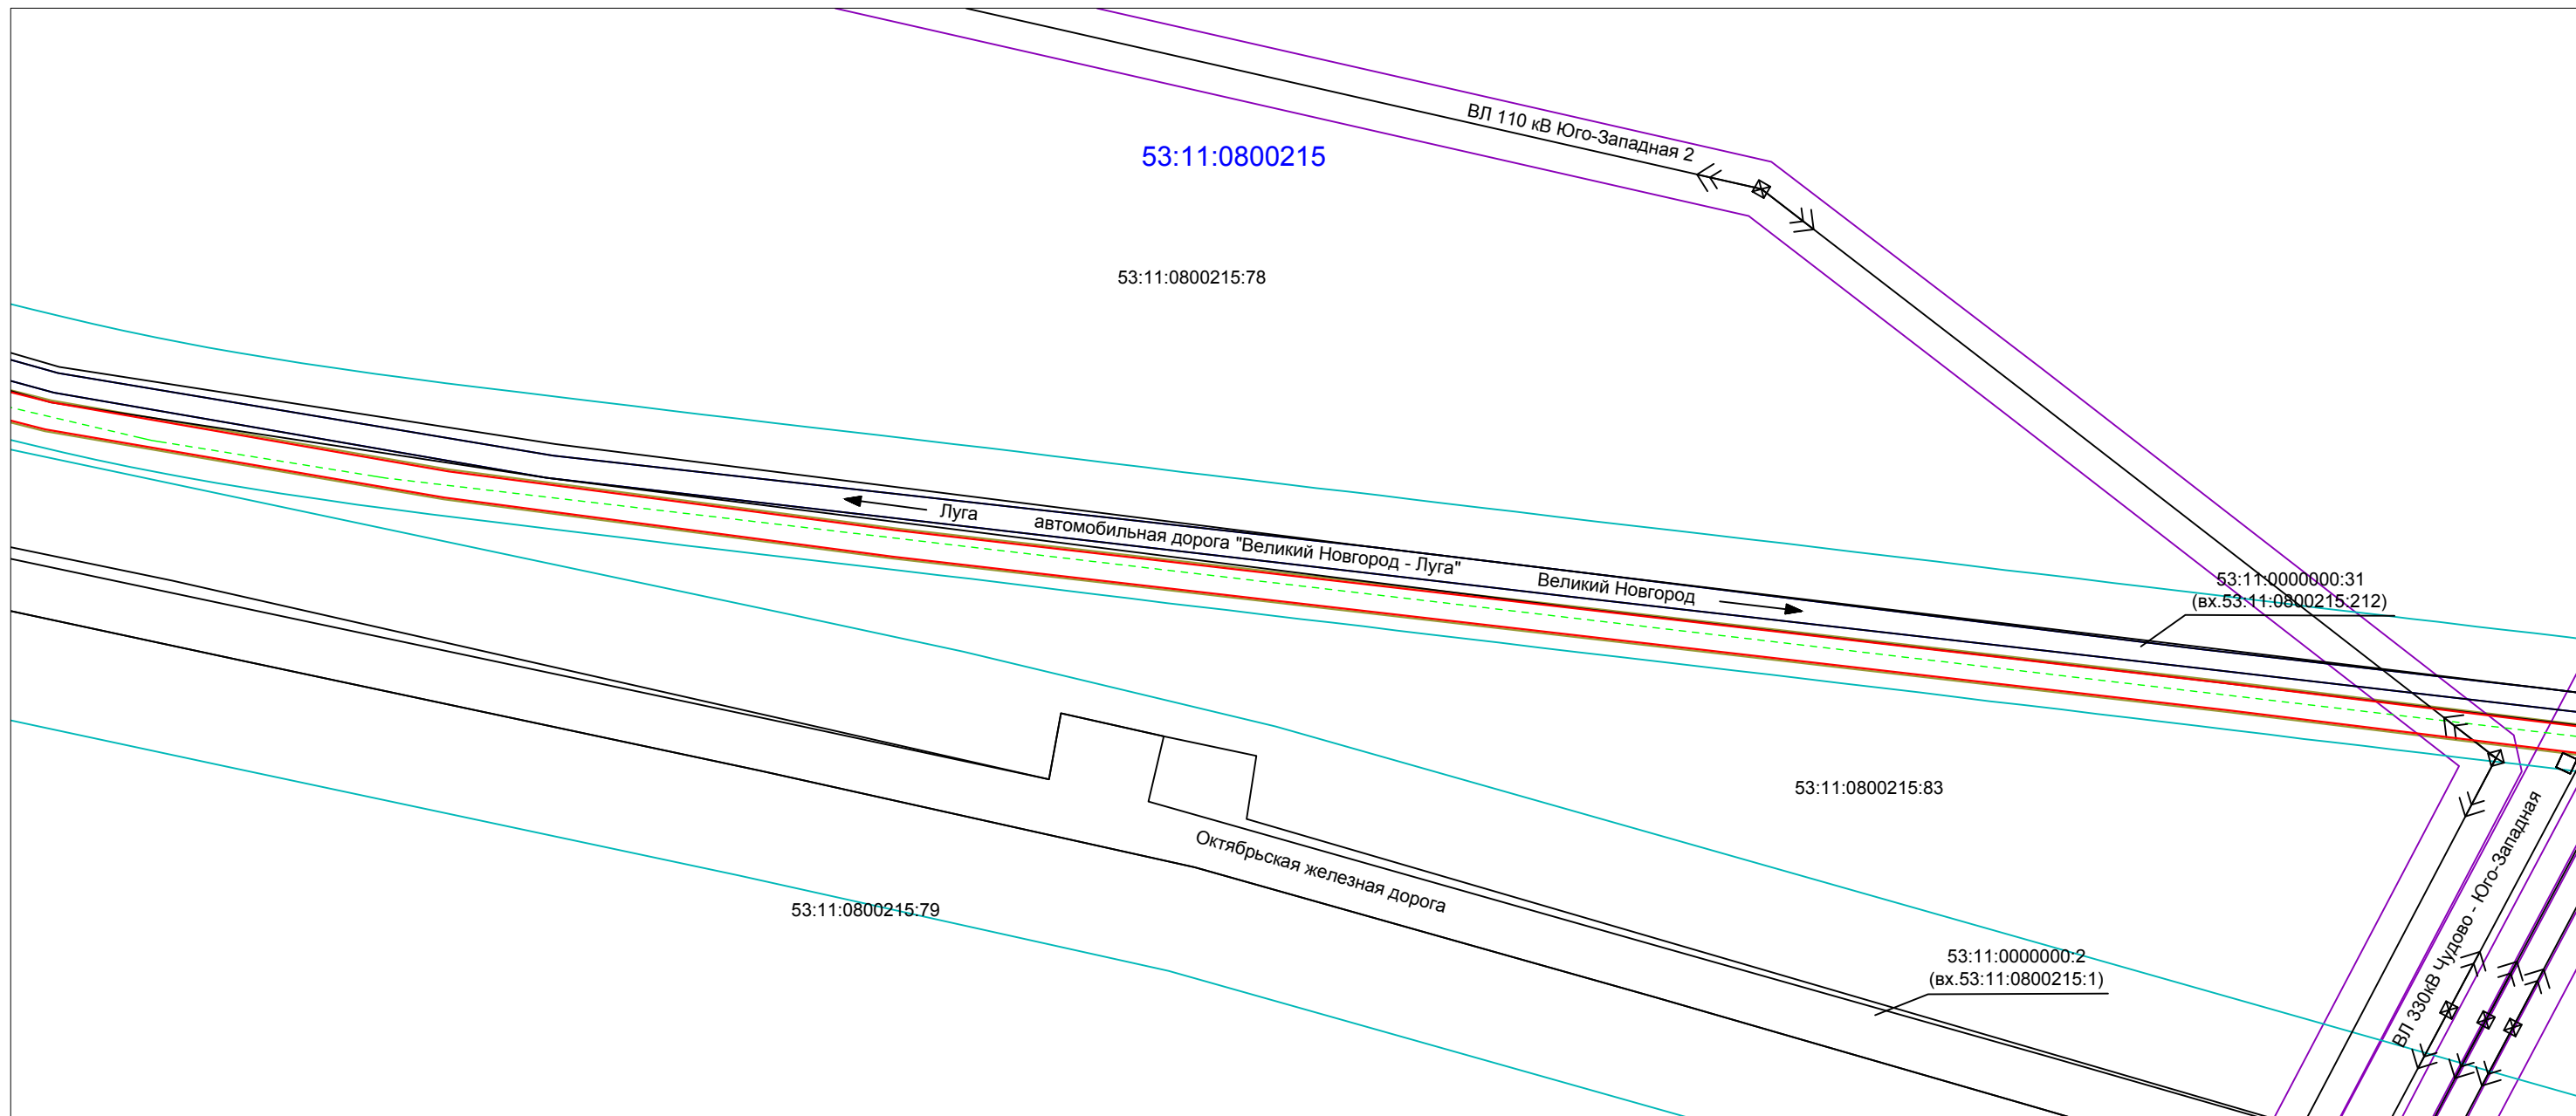 ВЛ 110 кВ Юго-Западная 2
53:11:0800215
53:11:0800215:78
Луга
автомобильная дорога "Великий Новгород - Луга"
Великий Новгород
53:11:0000000:31
(вх.53:11:0800215:212)
53:11:0800215:83
Октябрьская железная дорога
ВЛ 330кВ Чудово - Юго-Западная
53:11:0800215:79
53:11:0000000:2
(вх.53:11:0800215:1)